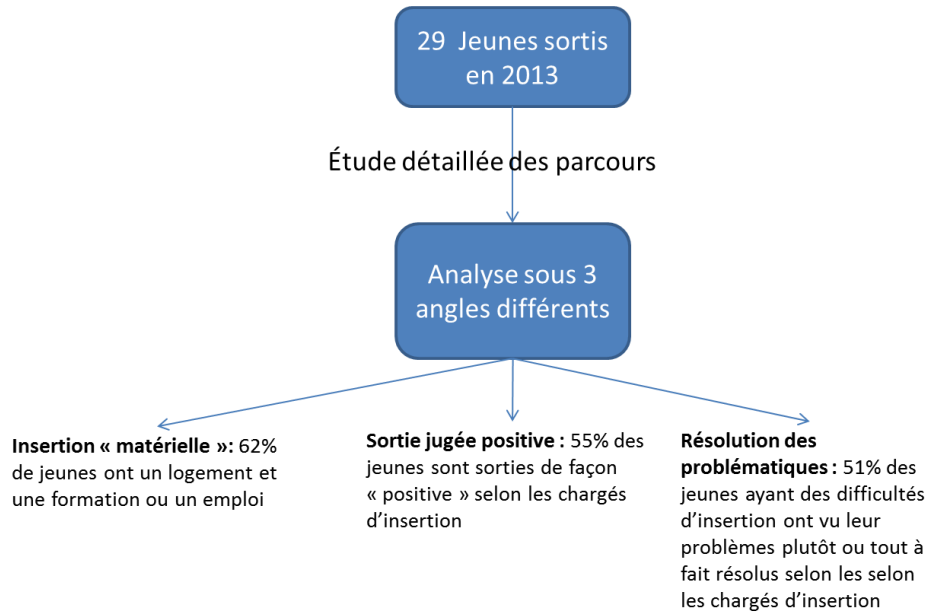 29 Jeunes sortis
en 2013
Étude détaillée des parcours
Analyse sous 3
angles différents
Insertion « matérielle »: 62%
de jeunes ont un logement et
une formation ou un emploi
Sortie jugée positive : 55% des
jeunes sont sorties de façon
« positive » selon les chargés
d’insertion
Résolution des
problématiques : 51% des
jeunes ayant des difficultés
d’insertion ont vu leur
problèmes plutôt ou tout à
fait résolus selon les selon
les chargés d’insertion